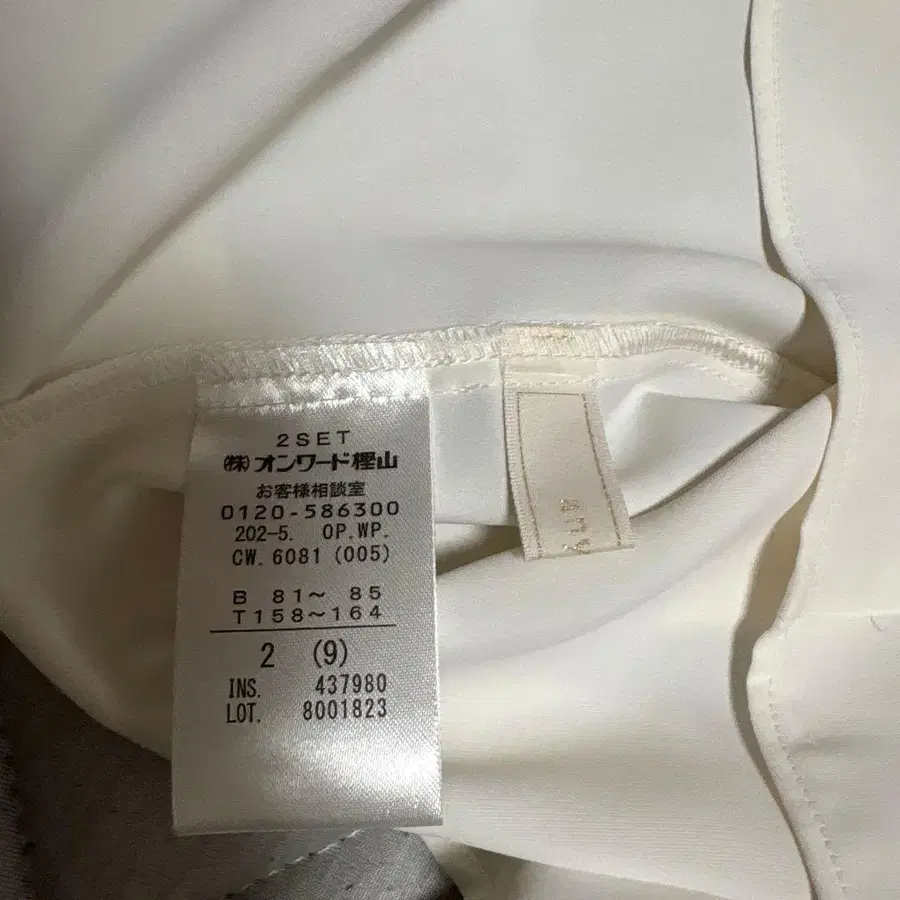 2SET
㈱オンワード樫山
お客様相談室
0120-586300
202-5. OP.WP.
CW.6081(005)
B 81～ 85
T158～164
2 (9)
INS. 437980
LOT. 8001823
any